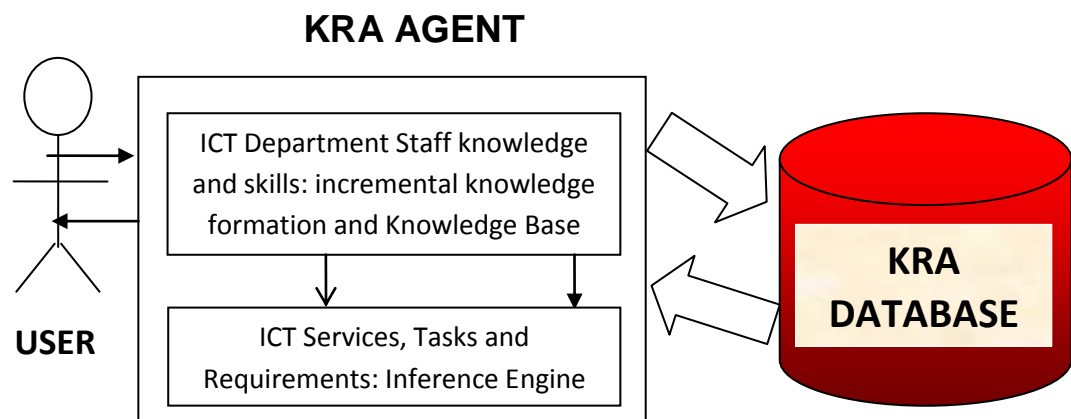 KRA AGENT
ICT Department Staff knowledge
and skills: incremental knowledge
formation and Knowledge Base
ICT Services, Tasks and
Requirements: Inference Engine
USER
KRA
DATABASE